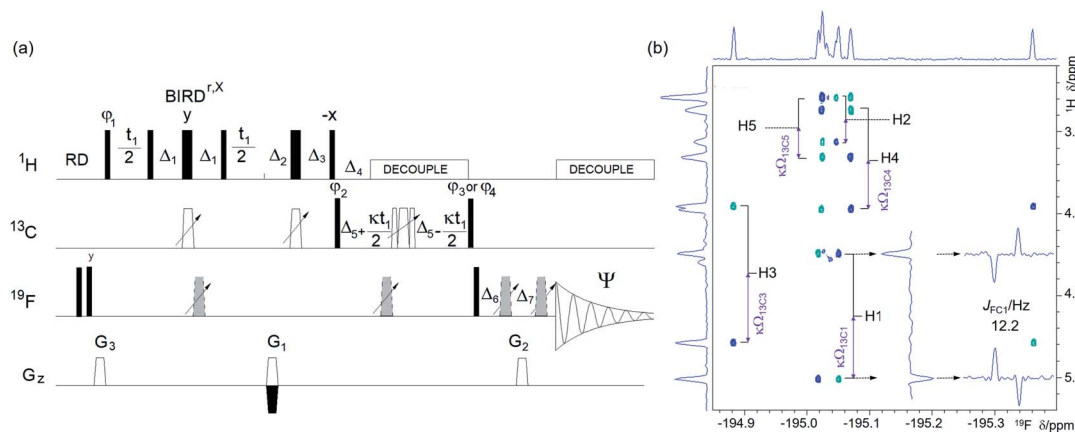 (a)
BIRD^r,X
φ1 y -x
t1/2 Δ1 Δ1 t1/2 Δ2 Δ3 Δ4
1H RD DECOUPLE DECOUPLE
φ2 φ3 or φ4
13C Δ5+ κt1/2 Δ5- κt1/2
y
19F Δ6 Δ7 Ψ
G3 G1 G2
Gz
(b)
1H δ/ppm
3.
4.
4.
5.
H5 H2
H4
κΩ13C5 κΩ13C4
H3 H1
κΩ13C3 κΩ13C1
JFC1/Hz
12.2
-194.9 -195.0 -195.1 -195.2 -195.3 19F δ/ppm